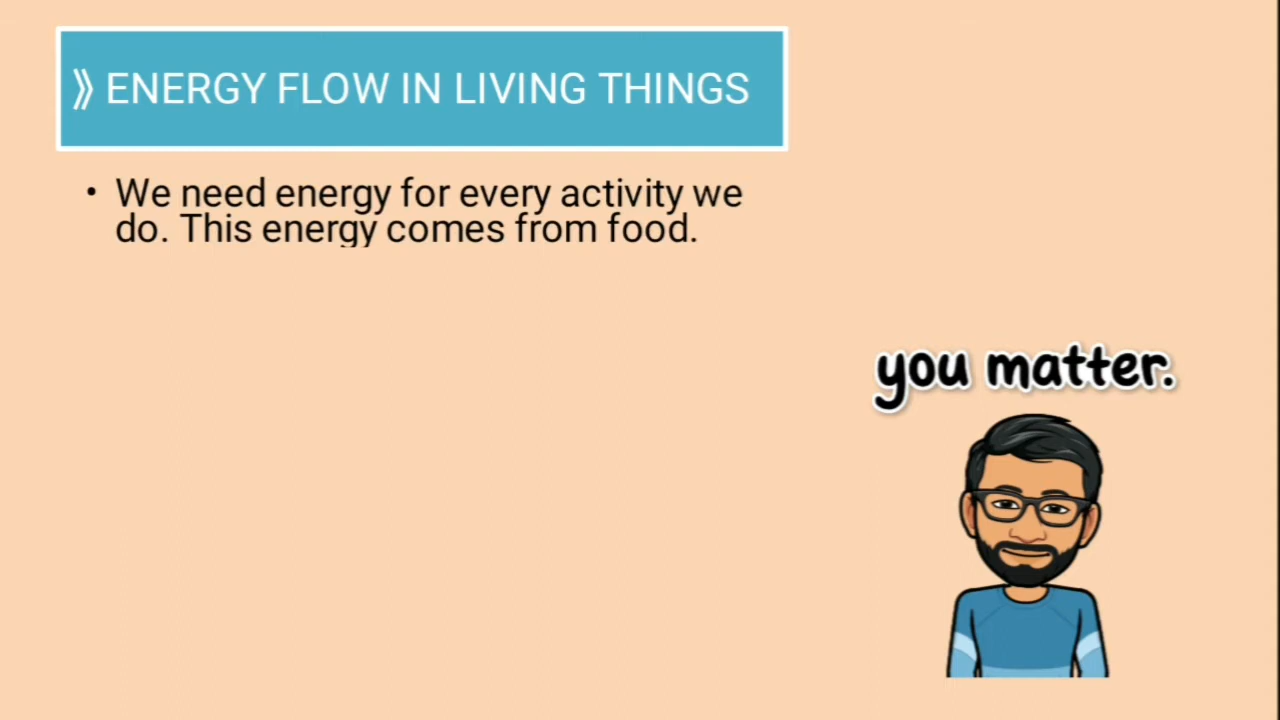 ⟫ ENERGY FLOW IN LIVING THINGS
• We need energy for every activity we
do. This energy comes from food.
you matter.